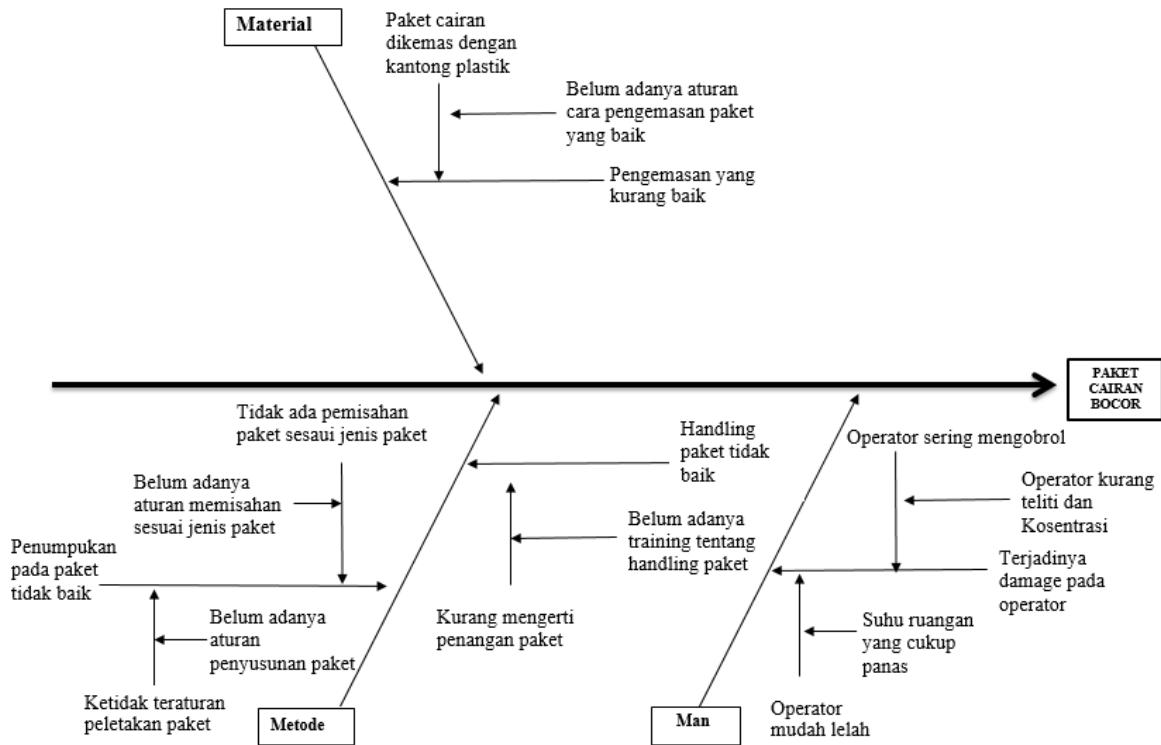 Material
Paket cairan
dikemas dengan
kantong plastik
Belum adanya aturan
cara pengemasan paket
yang baik
Pengemasan yang
kurang baik
PAKET
CAIRAN
BOCOR
Tidak ada pemisahan
paket sesaui jenis paket
Belum adanya
aturan memisahan
sesuai jenis paket
Penumpukan
pada paket
tidak baik
Belum adanya
aturan
penyusunan paket
Ketidak teraturan
peletakan paket
Metode
Handling
paket tidak
baik
Belum adanya
training tentang
handling paket
Kurang mengerti
penangan paket
Operator sering mengobrol
Operator kurang
teliti dan
Kosentrasi
Terjadinya
damage pada
operator
Suhu ruangan
yang cukup
panas
Operator
mudah lelah
Man